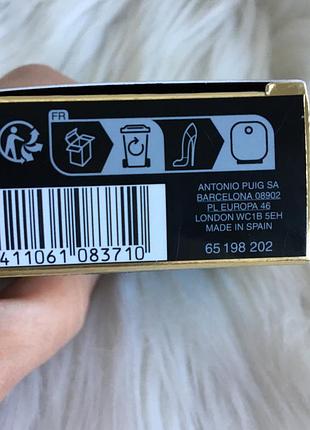 FR
ANTONIO PUIG SA
BARCELONA 08902
PL EUROPA 46
LONDON WC1B 5EH
MADE IN SPAIN
411061 083710
65 198 202